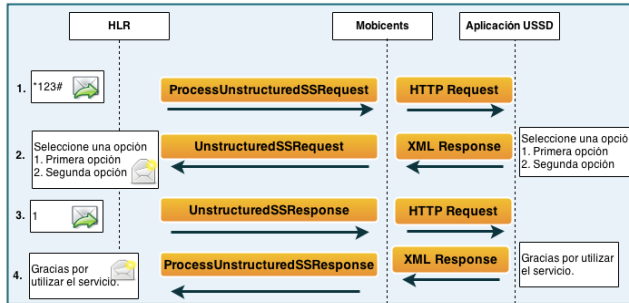 HLR
Mobicents
Aplicación USSD
1.
*123#
ProcessUnstructuredSSRequest
HTTP Request
2.
Seleccione una opción
1. Primera opción
2. Segunda opción
UnstructuredSSRequest
XML Response
Seleccione una opció
1. Primera opción
2. Segunda opción
3.
1
UnstructuredSSResponse
HTTP Request
4.
Gracias por
utilizar el servicio.
ProcessUnstructuredSSResponse
XML Response
Gracias por utilizar
el servicio.